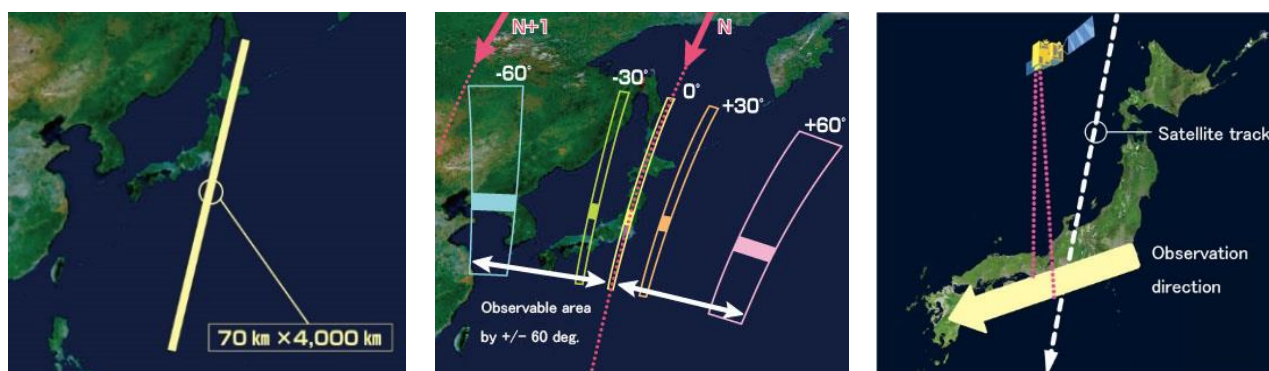 70 km ×4,000 km
N+1
N
-60°
-30°
0°
+30°
+60°
Observable area
by +/- 60 deg.
Satellite track
Observation
direction